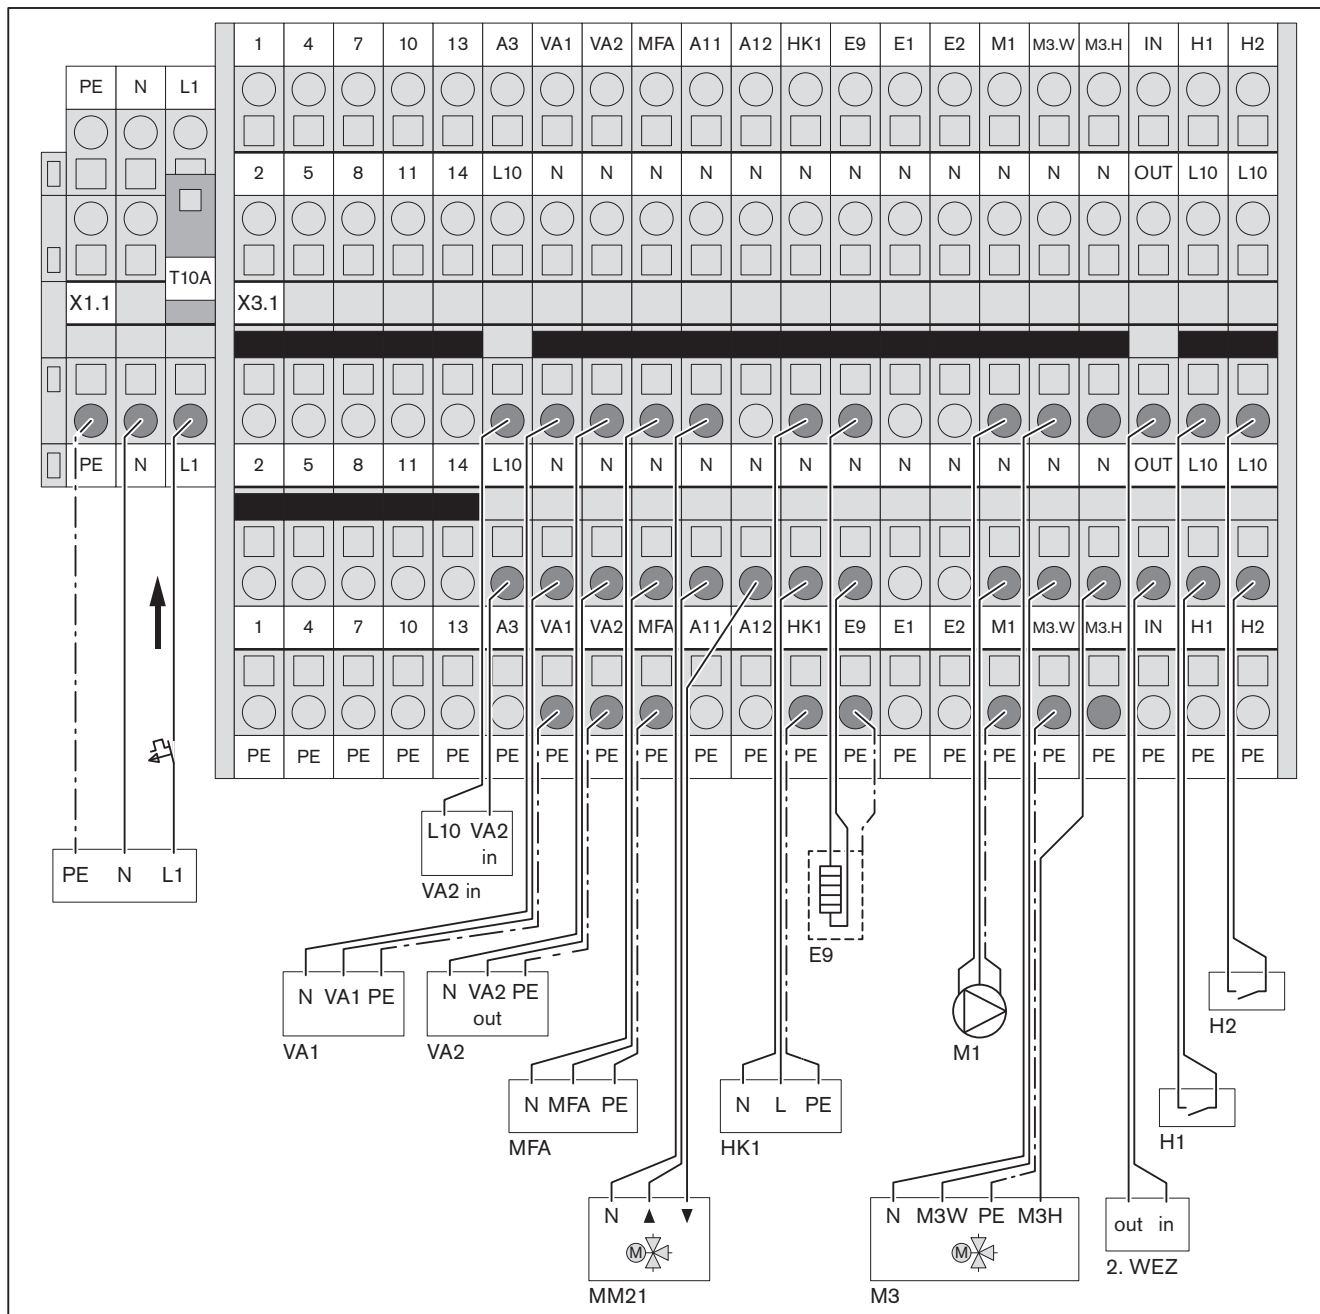 1 4 7 10 13 A3 VA1 VA2 MFA A11 A12 HK1 E9 E1 E2 M1 M3.W M3.H IN H1 H2
PE N L1
2 5 8 11 14 L10 N N N N N N N N N N N N OUT L10 L10
T10A
X1.1 X3.1
PE N L1 2 5 8 11 14 L10 N N N N N N N N N N N N OUT L10 L10
1 4 7 10 13 A3 VA1 VA2 MFA A11 A12 HK1 E9 E1 E2 M1 M3.W M3.H IN H1 H2
PE PE PE PE PE PE PE PE PE PE PE PE PE PE PE PE PE PE PE PE PE
L10 VA2
in
VA2 in
PE N L1
E9
N VA1 PE
VA1
N VA2 PE
out
VA2
M1
H2
N MFA PE
MFA
N L PE
HK1
H1
N ▲ ▼
M
MM21
N M3W PE M3H
M
M3
out in
2. WEZ